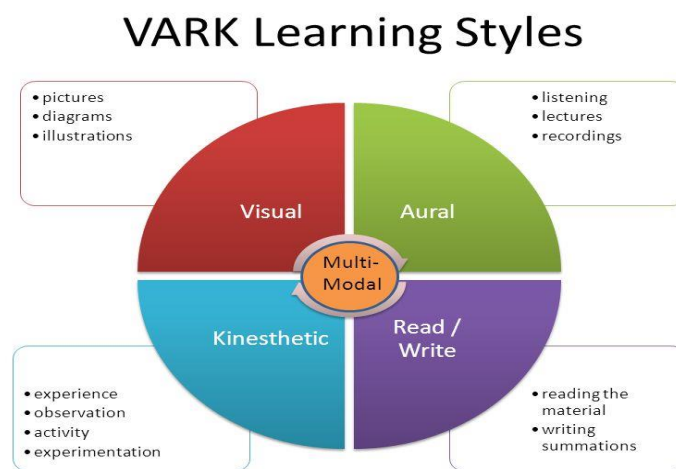 VARK Learning Styles
• pictures
• diagrams
• illustrations
• listening
• lectures
• recordings
Visual
Aural
Multi-
Modal
Kinesthetic
Read /
Write
• experience
• observation
• activity
• experimentation
• reading the
material
• writing
summations